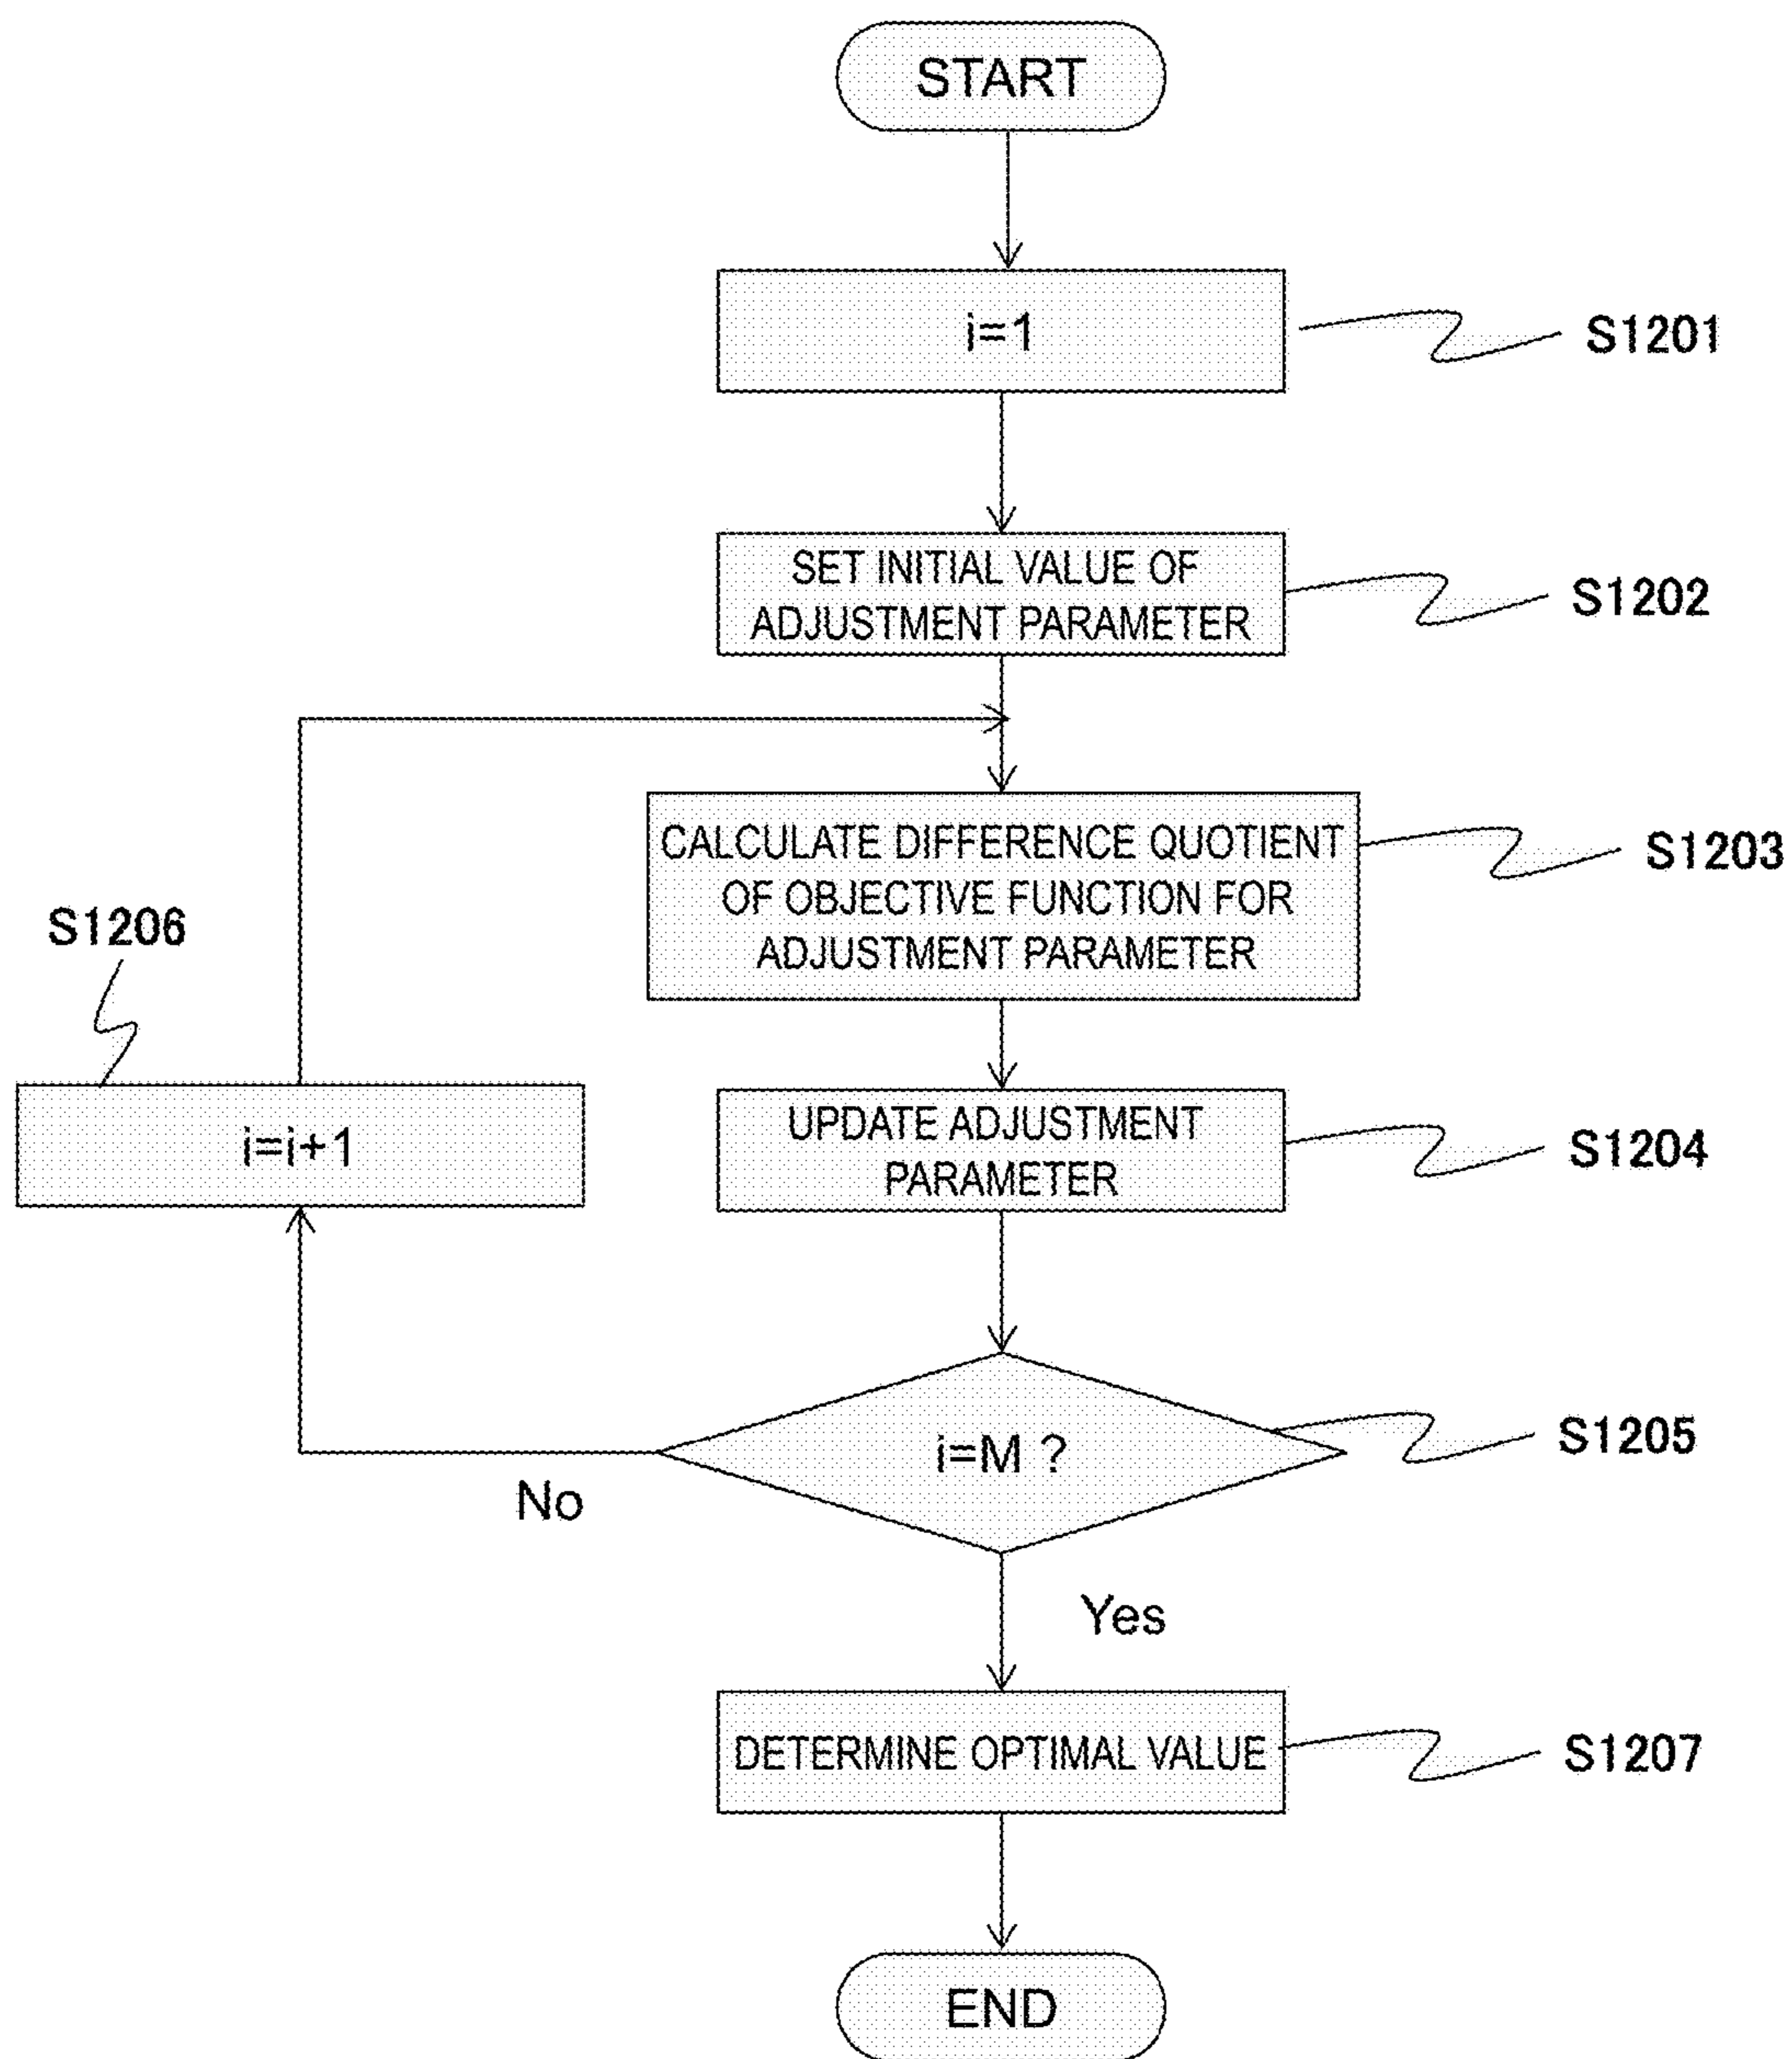 START
i=1
S1201
SET INITIAL VALUE OF
ADJUSTMENT PARAMETER
S1202
CALCULATE DIFFERENCE QUOTIENT
OF OBJECTIVE FUNCTION FOR
ADJUSTMENT PARAMETER
S1203
S1206
i=i+1
UPDATE ADJUSTMENT
PARAMETER
S1204
i=M ?
S1205
No
Yes
DETERMINE OPTIMAL VALUE
S1207
END